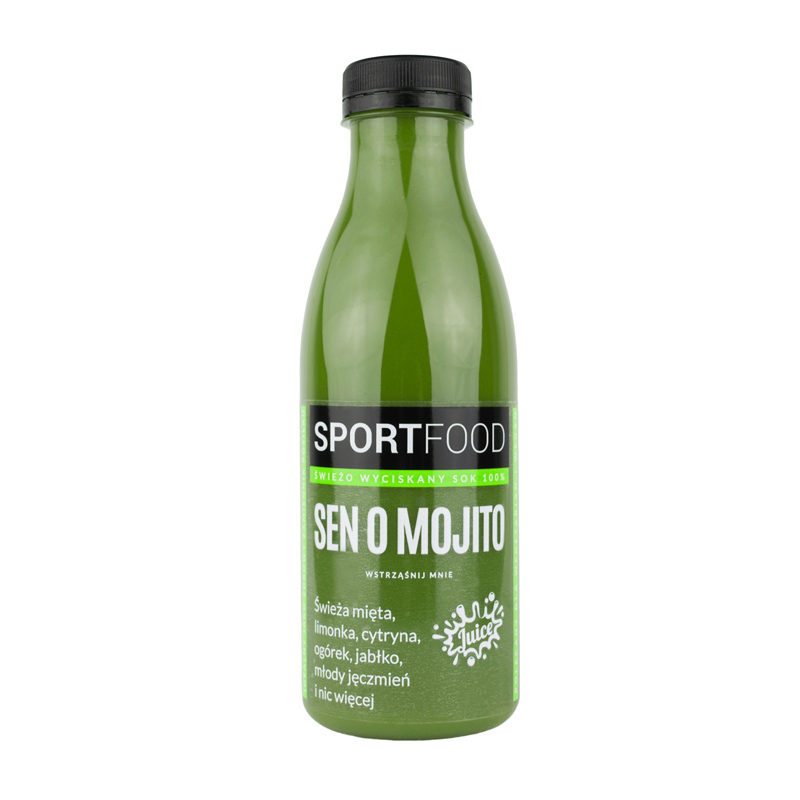 SPORTFOOD
ŚWIEŻO WYCISKANY SOK 100%
SEN O MOJITO
WSTRZĄŚNIJ MNIE
Świeża mięta,
limonka, cytryna,
ogórek, jabłko,
młody jęczmień
i nic więcej
Juice